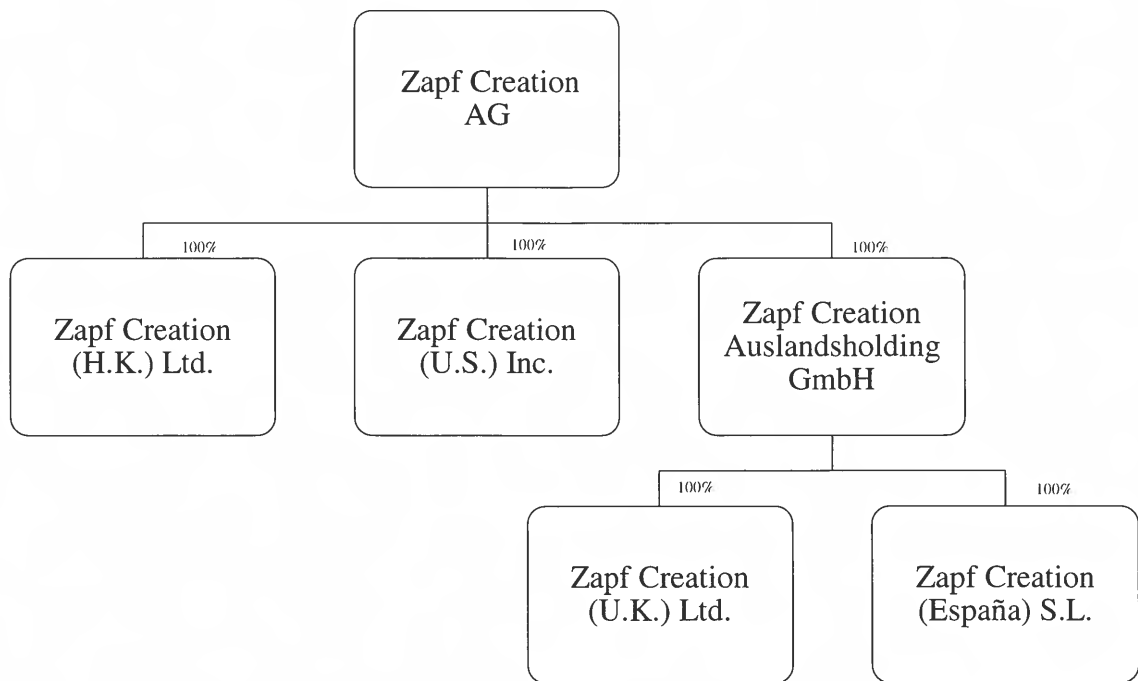 Zapf Creation
AG
100%
100%
100%
Zapf Creation
(H.K.) Ltd.
Zapf Creation
(U.S.) Inc.
Zapf Creation
Auslandsholding
GmbH
100%
100%
Zapf Creation
(U.K.) Ltd.
Zapf Creation
(España) S.L.